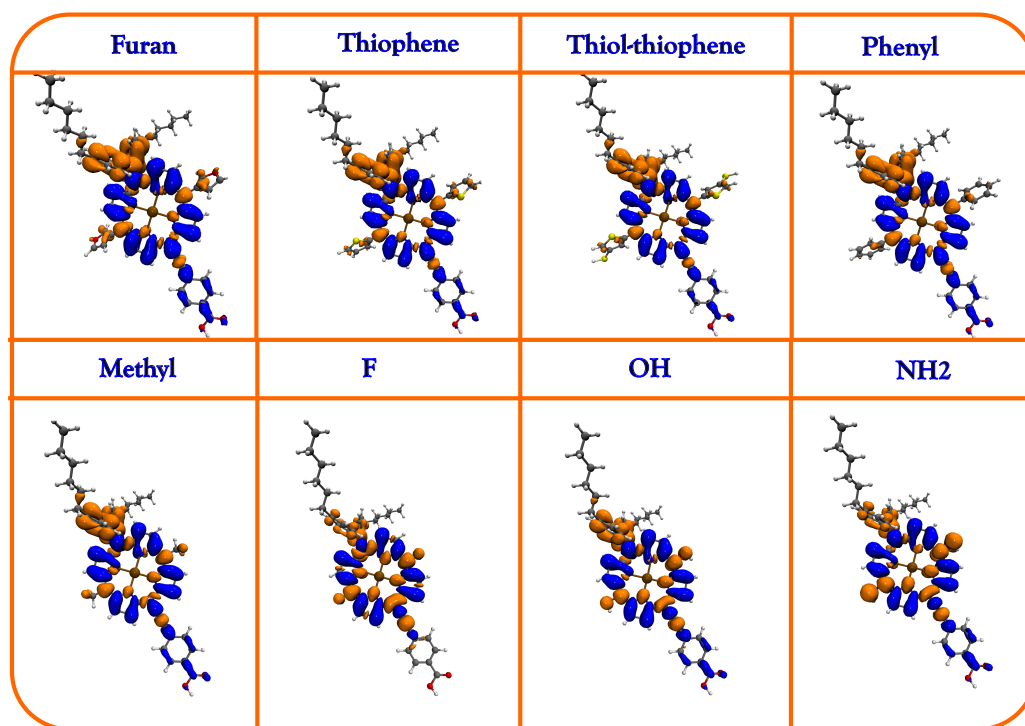 Furan
Thiophene
Thiol-thiophene
Phenyl
Methyl
F
OH
NH2